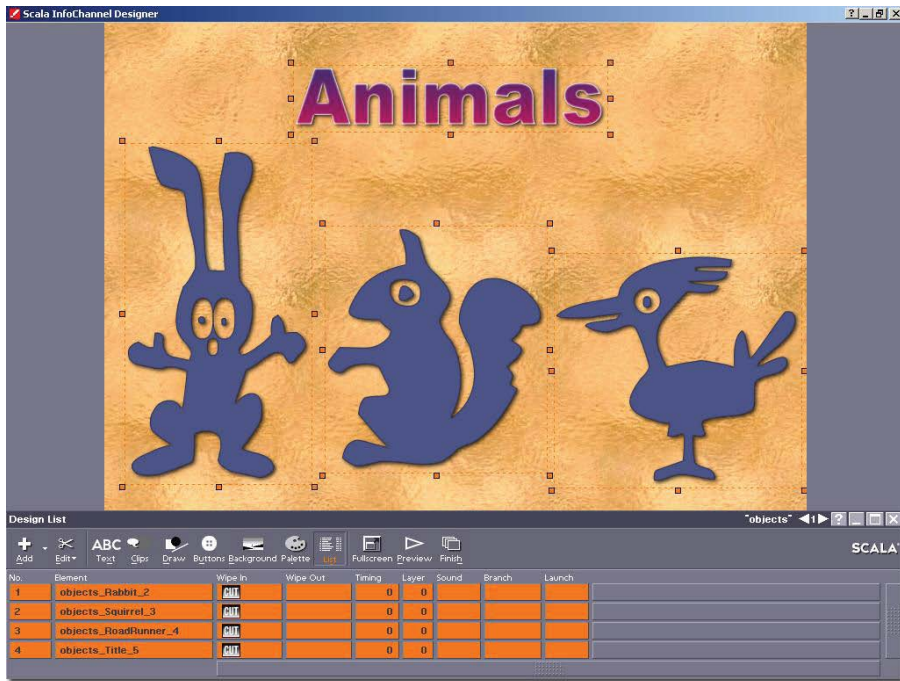 Scala InfoChannel Designer
Animals
Design List "objects" 1
Add Edit Text Clips Draw Buttons Background Palette List Fullscreen Preview Finish
ABC
SCALA
No. Element Wipe In Wipe Out Timing Layer Sound Branch Launch
1 objects_Rabbit_2 CUT 0 0
2 objects_Squirrel_3 CUT 0 0
3 objects_RoadRunner_4 CUT 0 0
4 objects_Title_5 CUT 0 0